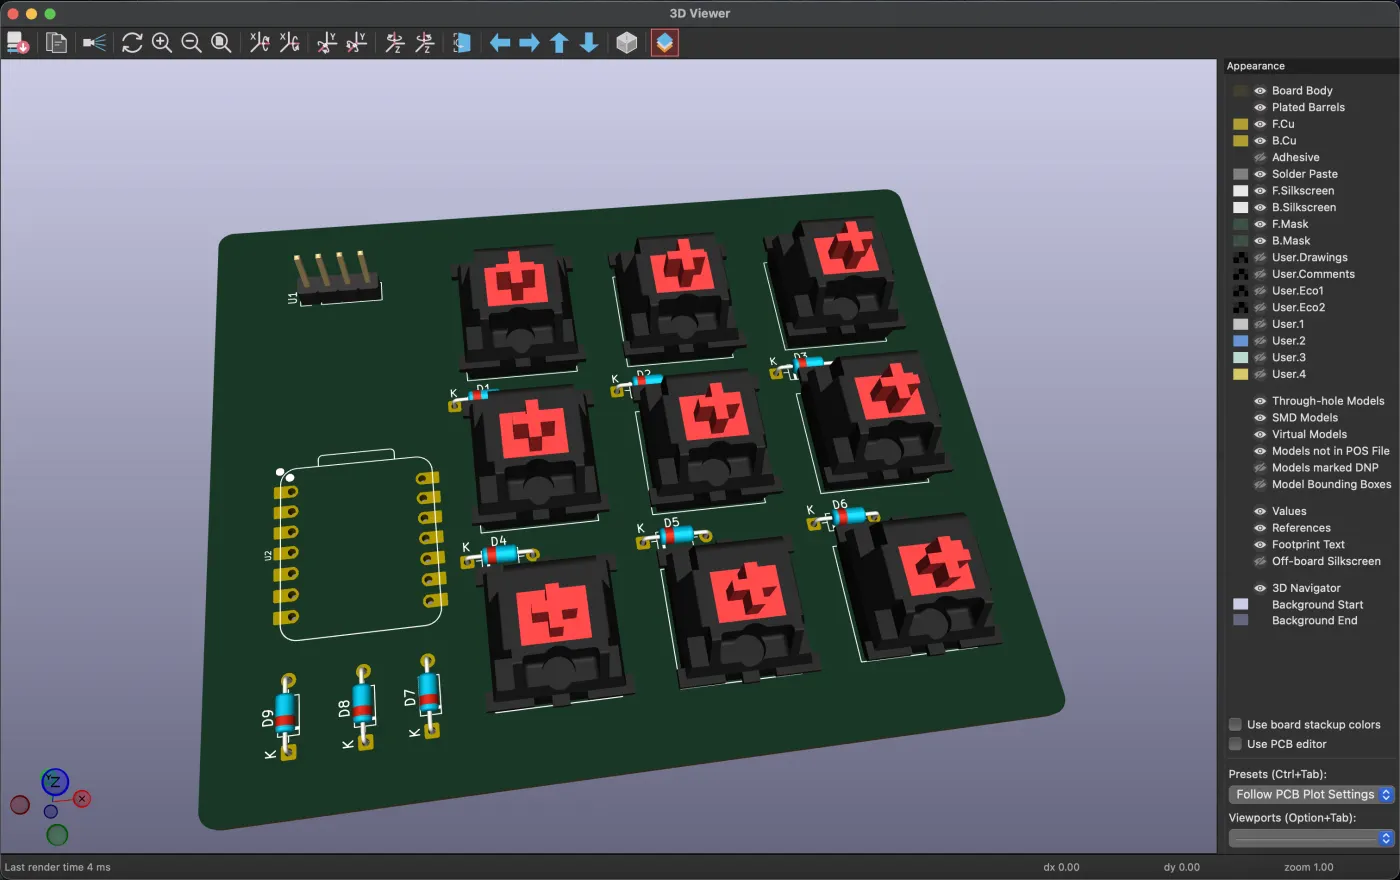 3D Viewer
Appearance
Board Body
Plated Barrels
F.Cu
B.Cu
Adhesive
Solder Paste
F.Silkscreen
B.Silkscreen
F.Mask
B.Mask
User.Drawings
User.Comments
User.Eco1
User.Eco2
User.1
User.2
User.3
User.4
Through-hole Models
SMD Models
Virtual Models
Models not in POS File
Models marked DNP
Model Bounding Boxes
Values
References
Footprint Text
Off-board Silkscreen
3D Navigator
Background Start
Background End
Use board stackup colors
Use PCB editor
Presets (Ctrl+Tab):
Follow PCB Plot Settings
Viewports (Option+Tab):
U1
K D1
K D2
K D3
K D4
K D5
K D6
U2
D9
K
D8
K
D7
K
Y Z
X
Last render time 4 ms
dx 0.00
dy 0.00
zoom 1.00